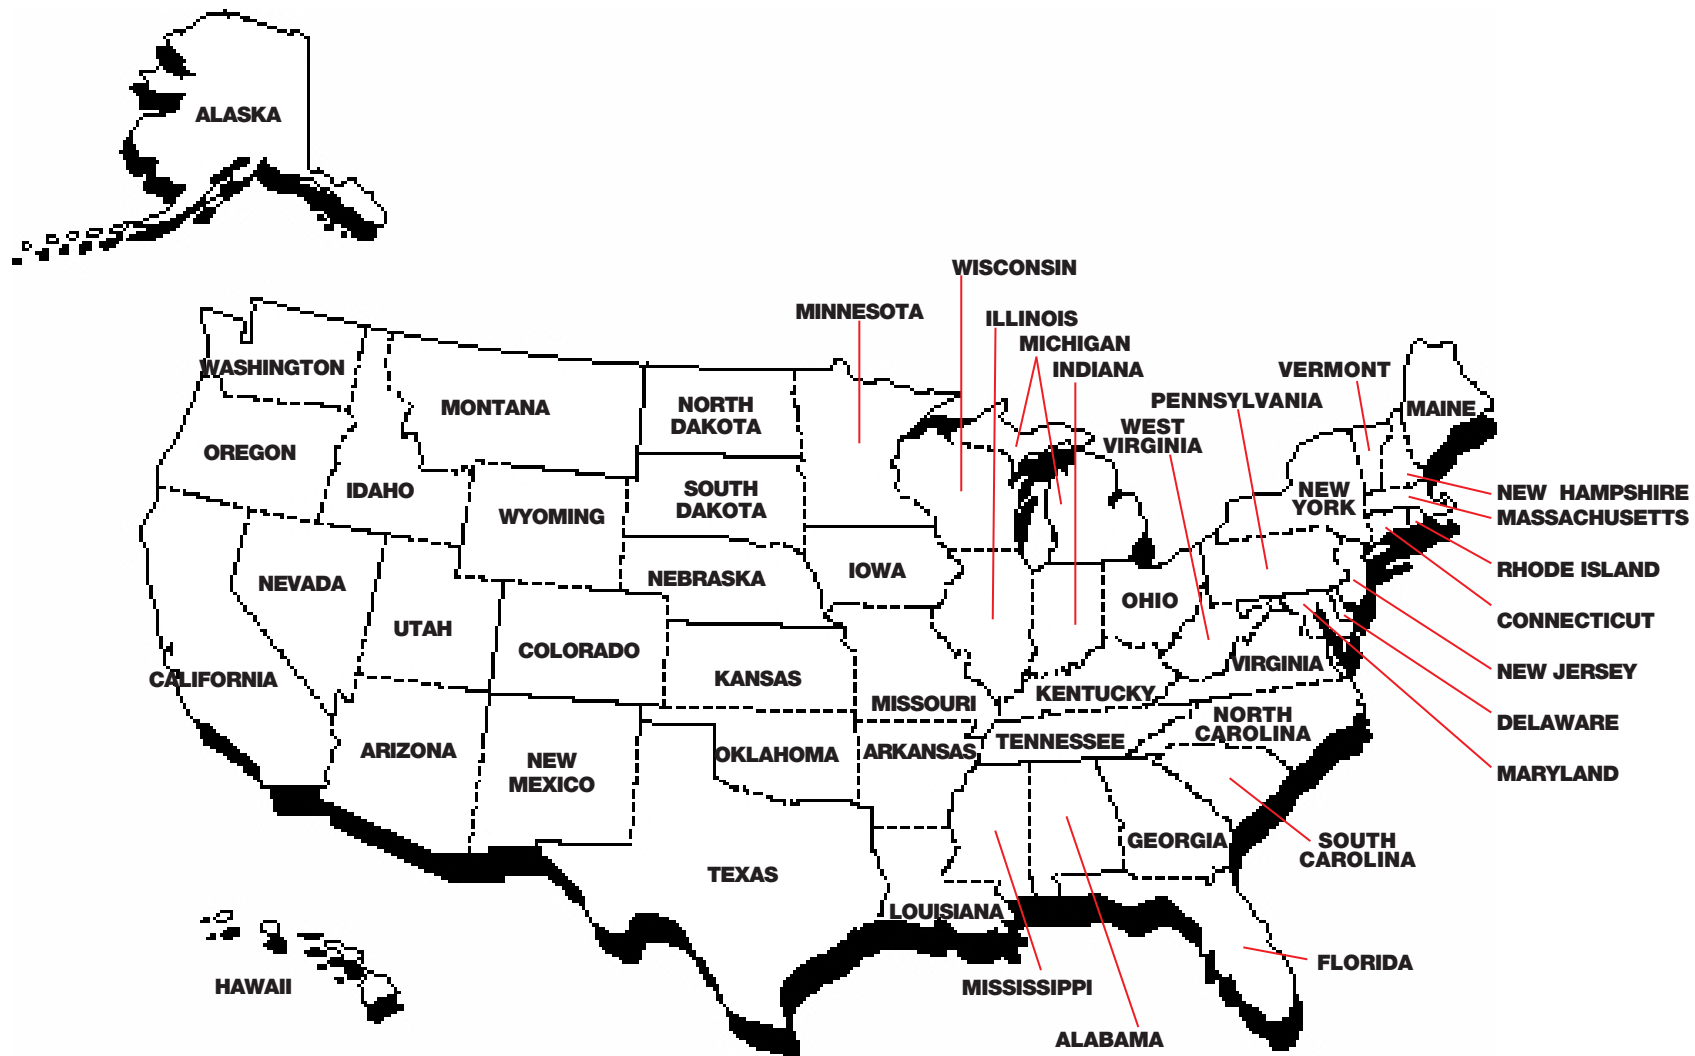 ALASKA
WISCONSIN
MINNESOTA
ILLINOIS
MICHIGAN
INDIANA
VERMONT
PENNSYLVANIA
WEST
VIRGINIA
WASHINGTON
MONTANA
NORTH
DAKOTA
MAINE
OREGON
IDAHO
WYOMING
SOUTH
DAKOTA
NEW
YORK
NEW HAMPSHIRE
MASSACHUSETTS
RHODE ISLAND
CONNECTICUT
NEVADA
NEBRASKA
IOWA
OHIO
UTAH
COLORADO
KANSAS
MISSOURI
KENTUCKY
VIRGINIA
NEW JERSEY
CALIFORNIA
DELAWARE
NORTH
CAROLINA
ARIZONA
NEW
MEXICO
OKLAHOMA
ARKANSAS
TENNESSEE
MARYLAND
TEXAS
GEORGIA
SOUTH
CAROLINA
LOUISIANA
FLORIDA
HAWAII
MISSISSIPPI
ALABAMA